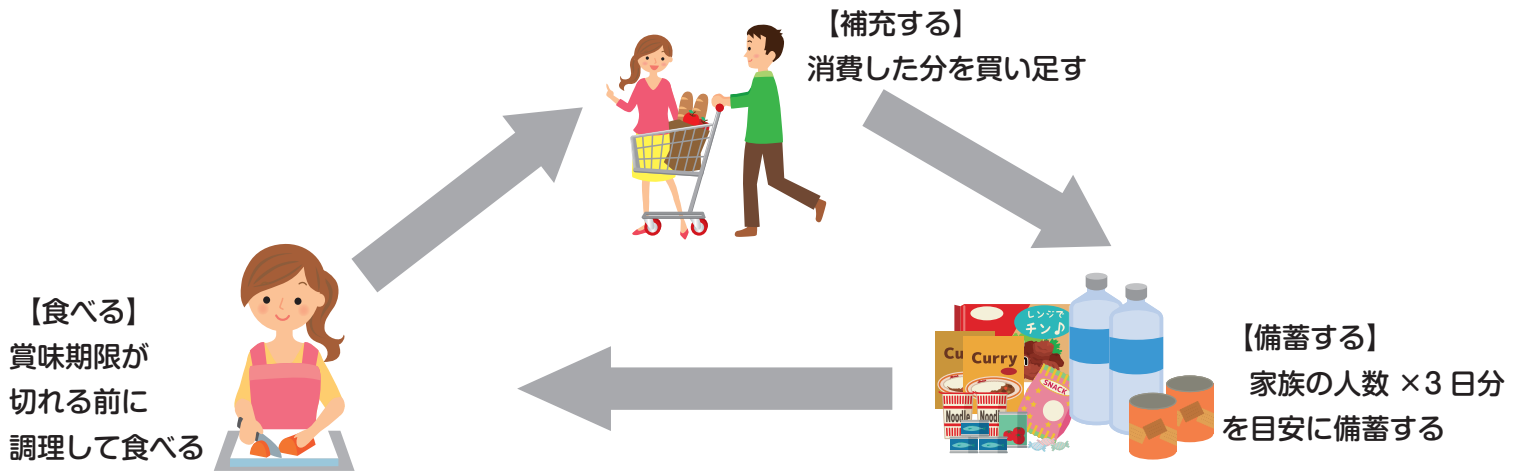 【補充する】
消費した分を買い足す
【備蓄する】
家族の人数 ×3 日分
を目安に備蓄する
【食べる】
賞味期限が
切れる前に
調理して食べる
レンジで
チン♪
Cu
Curry
n
SNACK
Noodle
Noodl